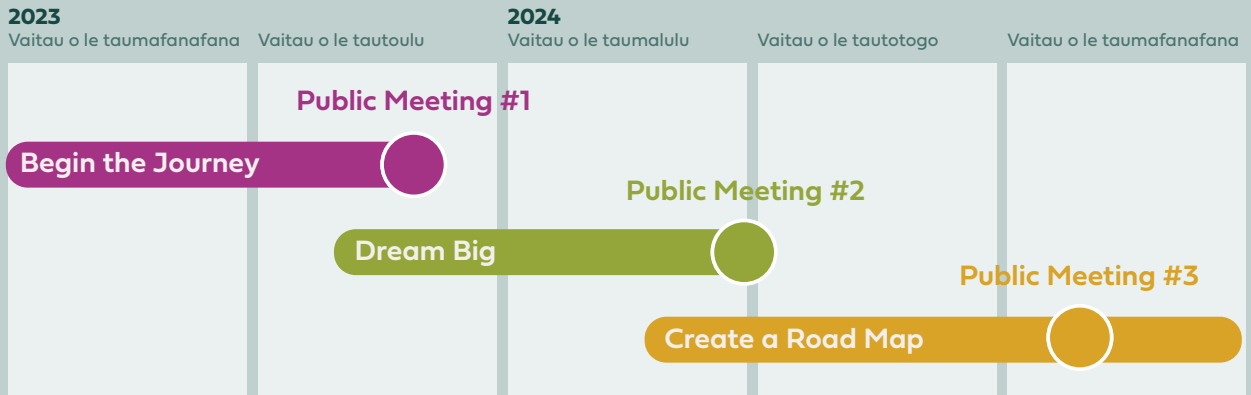 2023
2024
Vaitau o le taumafanafana
Vaitau o le tautoulu
Vaitau o le taumalulu
Vaitau o le tautotogo
Vaitau o le taumafanafana
Public Meeting #1
Begin the Journey
Public Meeting #2
Dream Big
Public Meeting #3
Create a Road Map